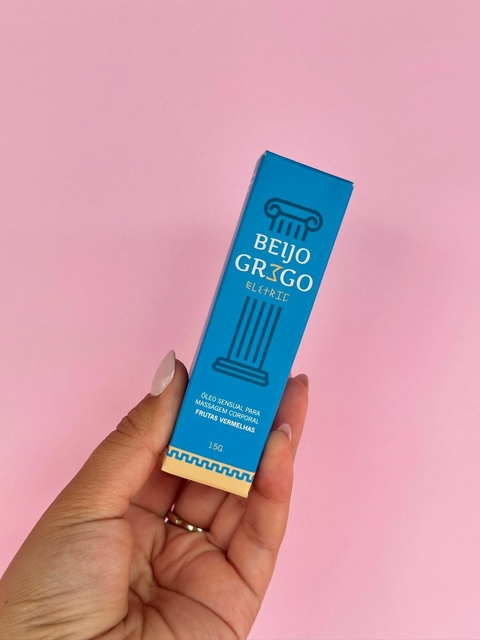 BEIJO
GR3GO
ELETRIC
ÓLEO SENSUAL PARA
MASSAGEM CORPORAL
FRUTAS VERMELHAS
15G